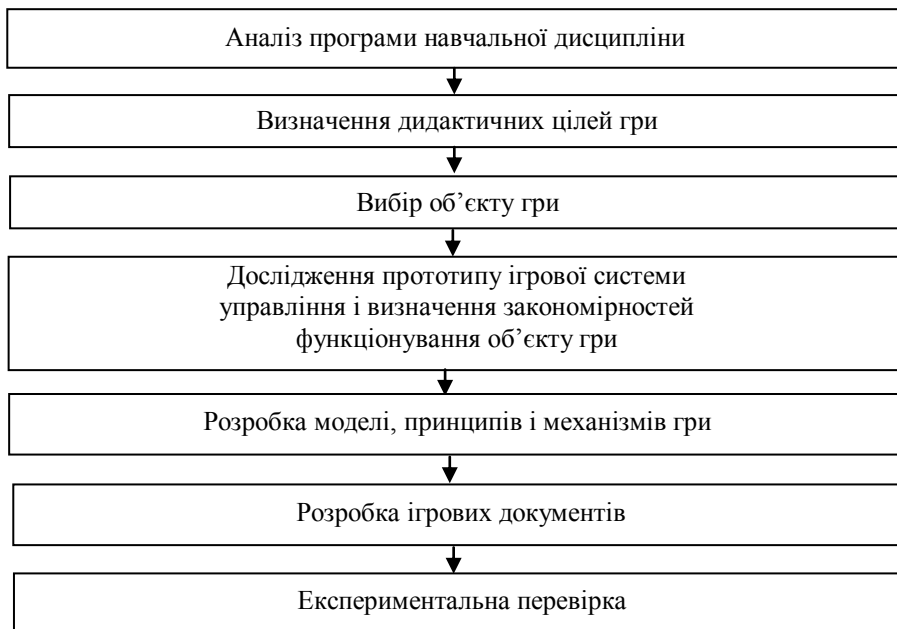 Аналіз програми навчальної дисципліни
Визначення дидактичних цілей гри
Вибір об’єкту гри
Дослідження прототипу ігрової системи
управління і визначення закономірностей
функціонування об’єкту гри
Розробка моделі, принципів і механізмів гри
Розробка ігрових документів
Експериментальна перевірка